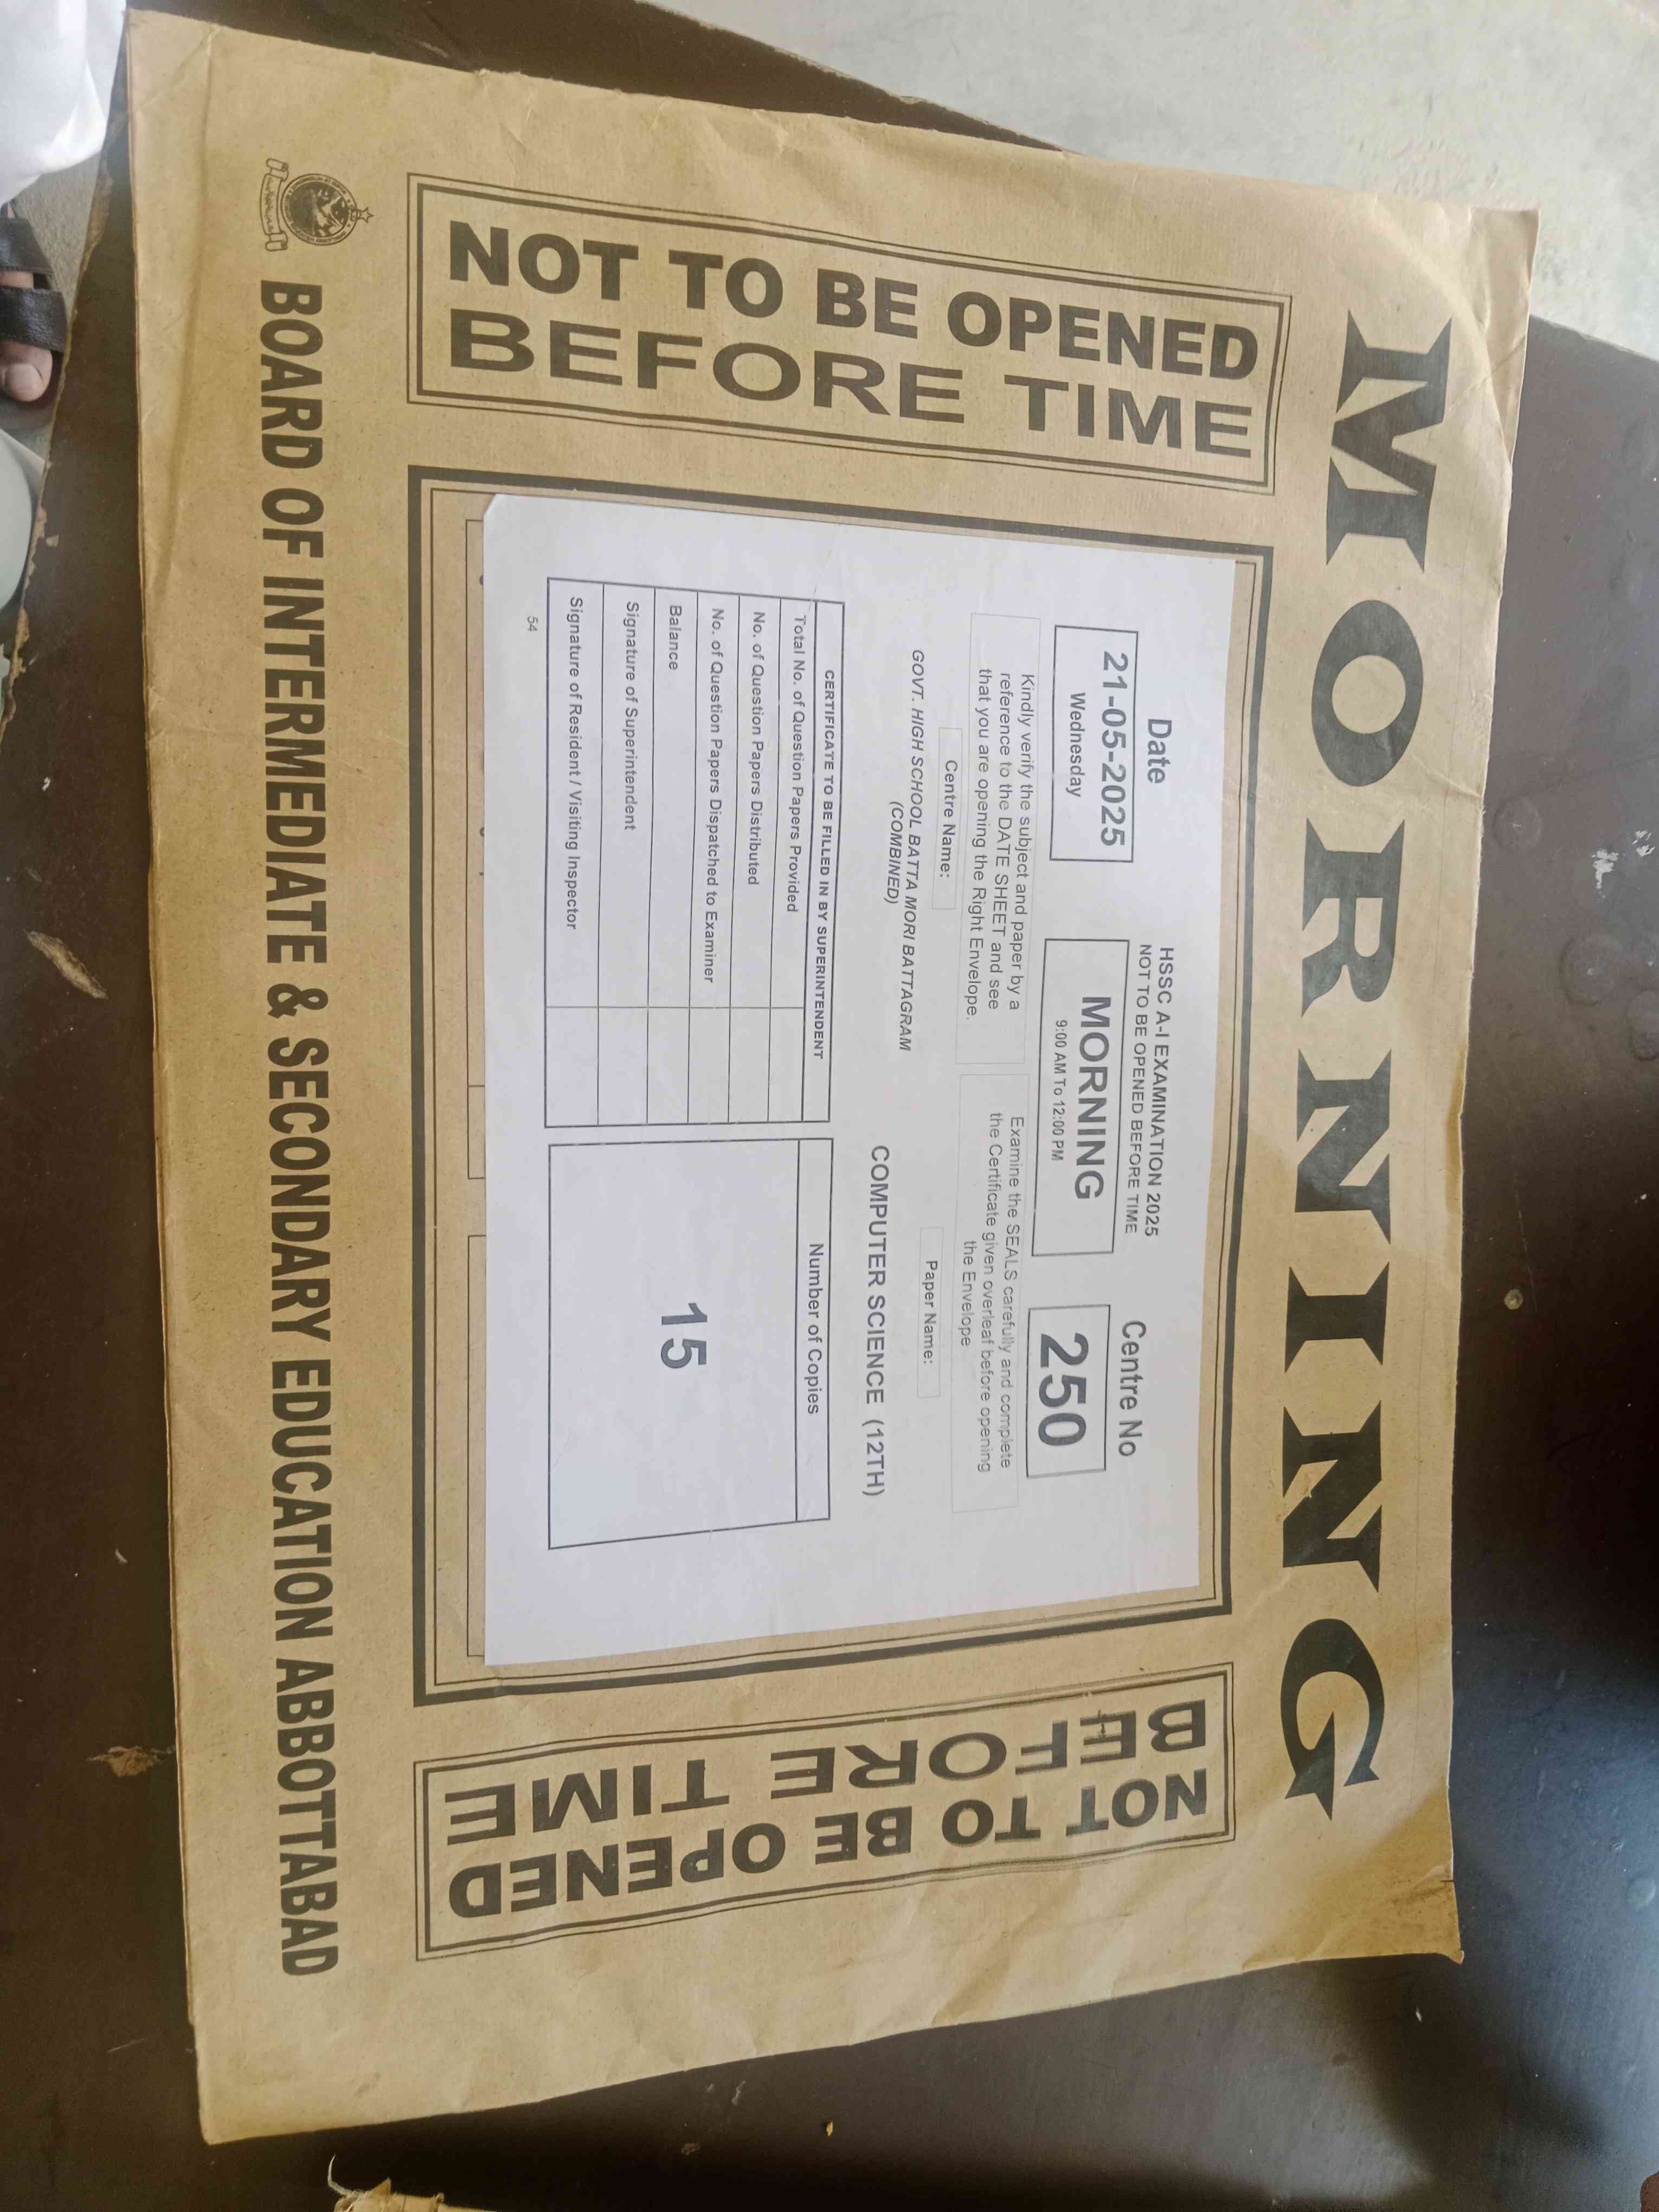 MORNING
NOT TO BE OPENED
BEFORE TIME
Date
21-05-2025
Wednesday
HSSC A-I EXAMINATION 2025
NOT TO BE OPENED BEFORE TIME
MORNING
9:00 AM To 12:00 PM
Centre No
250
Kindly verify the subject and paper by a
reference to the DATE SHEET and see
that you are opening the Right Envelope.
Examine the SEALS carefully and complete
the Certificate given overleaf before opening
the Envelope
Centre Name:
GOVT. HIGH SCHOOL BATTA MORI BATTAGRAM
(COMBINED)
Paper Name:
COMPUTER SCIENCE (12TH)
CERTIFICATE TO BE FILLED IN BY SUPERINTENDENT
Total No. of Question Papers Provided
No. of Question Papers Distributed
No. of Question Papers Dispatched to Examiner
Balance
Signature of Superintendent
Signature of Resident / Visiting Inspector
Number of Copies
15
54
NOT TO BE OPENED
BEFORE TIME
BOARD OF INTERMEDIATE & SECONDARY EDUCATION ABBOTTABAD